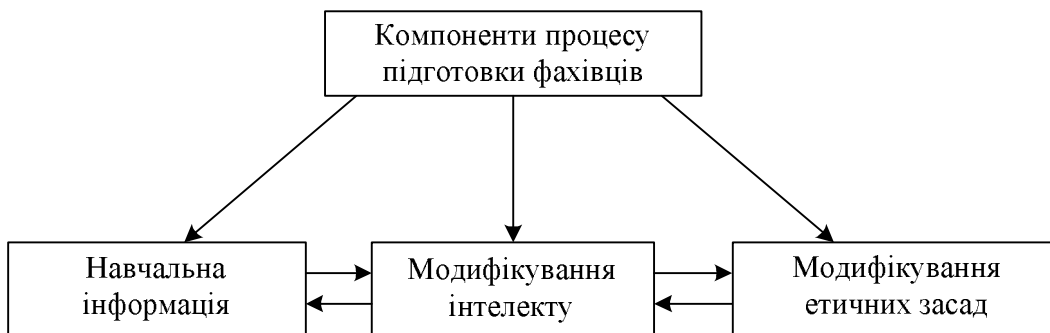 Компоненти процесу
підготовки фахівців
Навчальна
інформація
Модифікування
інтелекту
Модифікування
етичних засад